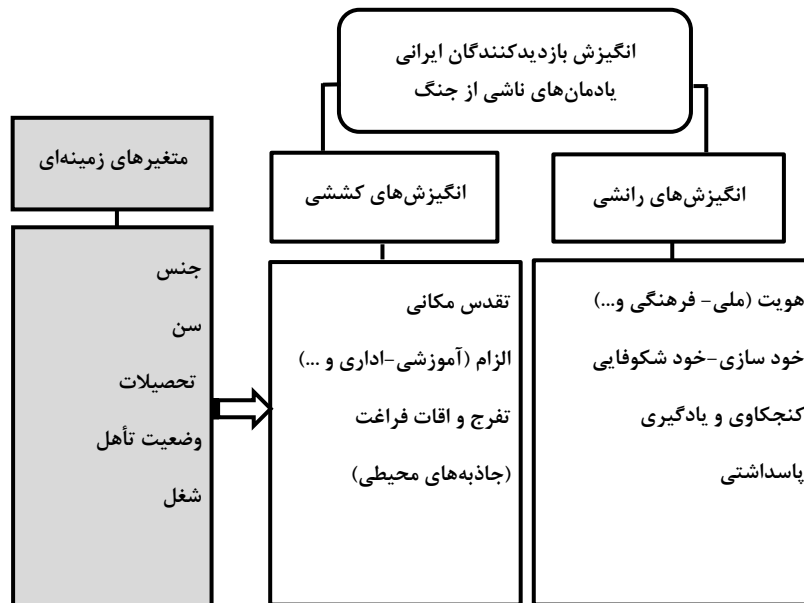 انگیزش بازدیدکنندگان ایرانی
یادمان‌های ناشی از جنگ
انگیزش‌های رانشی
انگیزش‌های کششی
متغیرهای زمینه‌ای
هویت (ملی- فرهنگی و...)
خود سازی-خود شکوفایی
کنجکاوی و یادگیری
پاسداشتی
تقدس مکانی
الزام (آموزشی-اداری و ...)
تفرج و اقات فراغت
(جاذبه‌های محیطی)
جنس
سن
تحصیلات
وضعیت تأهل
شغل